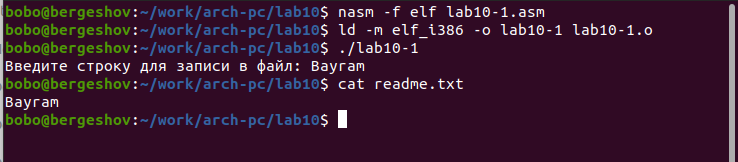 bobo@bergeshov:~/work/arch-pc/lab10$ nasm -f elf lab10-1.asm
bobo@bergeshov:~/work/arch-pc/lab10$ ld -m elf_i386 -o lab10-1 lab10-1.o
bobo@bergeshov:~/work/arch-pc/lab10$ ./lab10-1
Введите строку для записи в файл: Baygram
bobo@bergeshov:~/work/arch-pc/lab10$ cat readme.txt
Baygram
bobo@bergeshov:~/work/arch-pc/lab10$